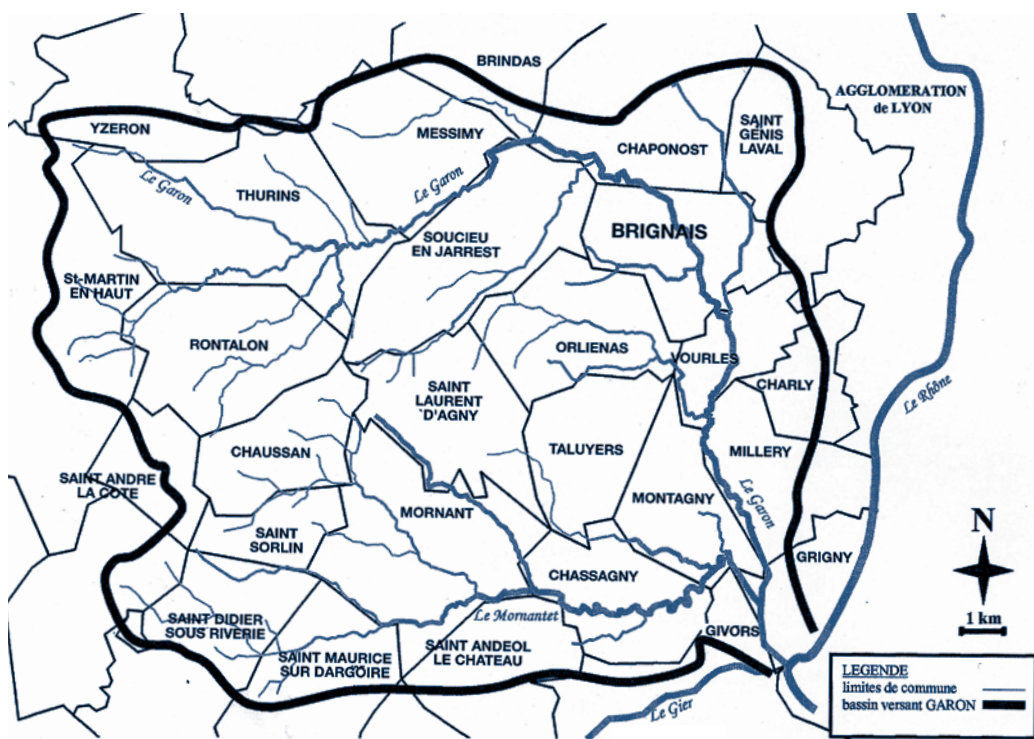 BRINDAS
AGGLOMERATION
de LYON
YZERON
MESSIMY
SAINT
GENIS
LAVAL
CHAPONOST
Le Garon
THURINS
Le Garon
SOUCIEU
EN JARREST
BRIGNAIS
St-MARTIN
EN HAUT
RONTALON
ORLIENAS
VOURLES
CHARLY
Le Rhône
SAINT
LAURENT
D'AGNY
CHAUSSAN
TALUYERS
MILLERY
SAINT ANDRE
LA COTE
MORNANT
MONTAGNY
Le Garon
SAINT
SORLIN
CHASSAGNY
GRIGNY
N
1 km
SAINT DIDIER
SOUS RIVERIE
Le Mornantet
GIVORS
SAINT MAURICE
SUR DARGOIRE
SAINT ANDEOL
LE CHATEAU
Le Gier
LEGENDE
limites de commune
bassin versant GARON